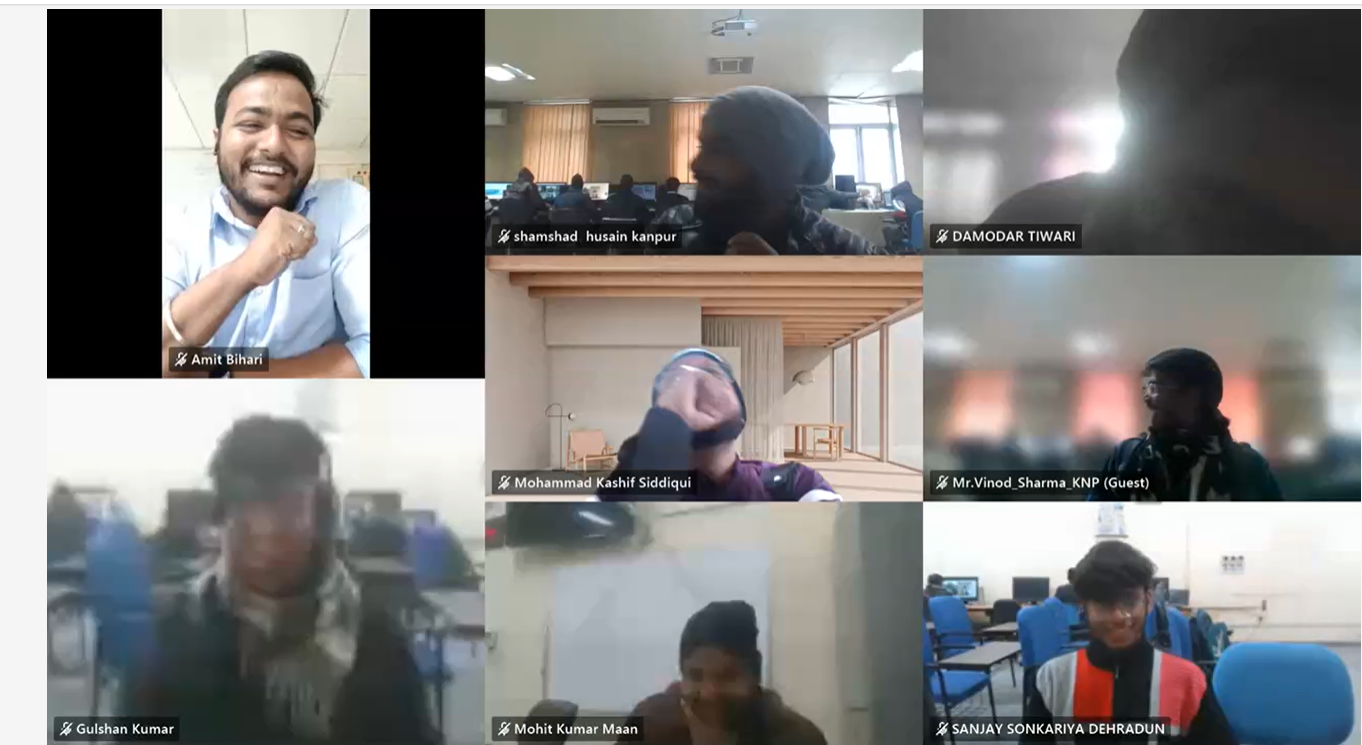 shamshad  husain kanpur
DAMODAR TIWARI
Amit Bihari
Mohammad Kashif Siddiqui
Mr.Vinod_Sharma_KNP (Guest)
Gulshan Kumar
Mohit Kumar Maan
SANJAY SONKARIYA DEHRADUN